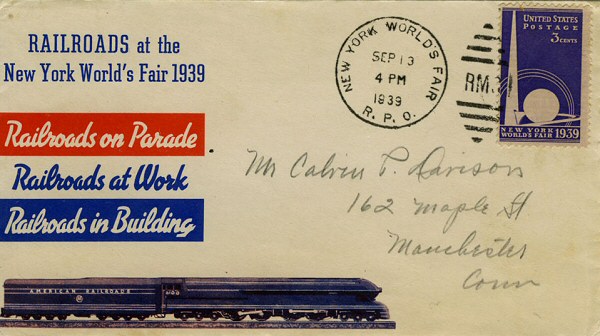 RAILROADS at the
New York World's Fair 1939
Railroads on Parade
Railroads at Work
Railroads in Building
AMERICAN RAILROADS
NEW YORK WORLD'S FAIR
SEP 13
4 PM
1939
R. P. O.
UNITED STATES
POSTAGE
3 CENTS
NEW YORK
WORLD'S FAIR 1939
Mr Calvin P. Davison
162 Maple St
Manchester
Conn